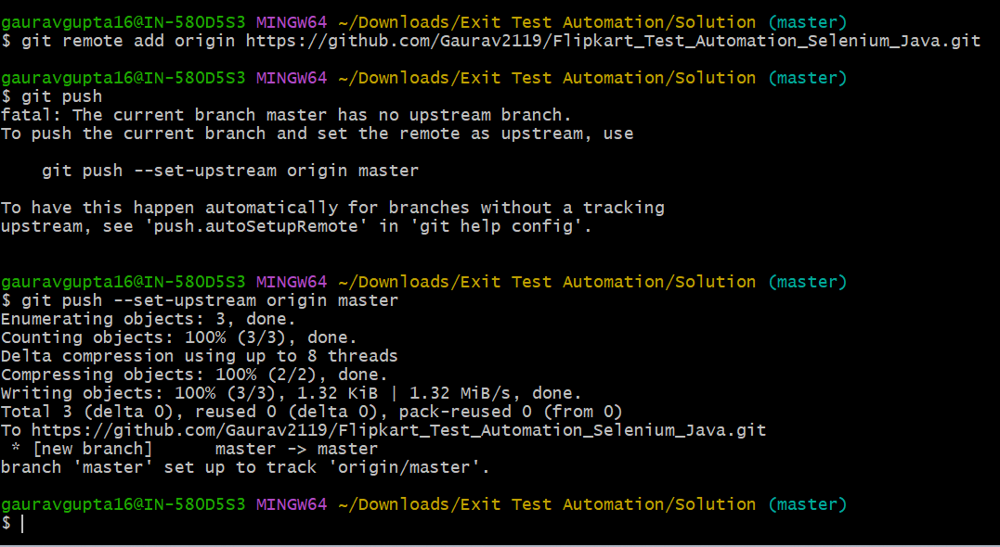 gauravgupta16@IN-580D5S3 MINGW64 ~/Downloads/Exit Test Automation/Solution (master)
$ git remote add origin https://github.com/Gaurav2119/Flipkart_Test_Automation_Selenium_Java.git
gauravgupta16@IN-580D5S3 MINGW64 ~/Downloads/Exit Test Automation/Solution (master)
$ git push
fatal: The current branch master has no upstream branch.
To push the current branch and set the remote as upstream, use
git push --set-upstream origin master
To have this happen automatically for branches without a tracking
upstream, see 'push.autoSetupRemote' in 'git help config'.
gauravgupta16@IN-580D5S3 MINGW64 ~/Downloads/Exit Test Automation/Solution (master)
$ git push --set-upstream origin master
Enumerating objects: 3, done.
Counting objects: 100% (3/3), done.
Delta compression using up to 8 threads
Compressing objects: 100% (2/2), done.
Writing objects: 100% (3/3), 1.32 KiB | 1.32 MiB/s, done.
Total 3 (delta 0), reused 0 (delta 0), pack-reused 0 (from 0)
To https://github.com/Gaurav2119/Flipkart_Test_Automation_Selenium_Java.git
* [new branch]      master -> master
branch 'master' set up to track 'origin/master'.
gauravgupta16@IN-580D5S3 MINGW64 ~/Downloads/Exit Test Automation/Solution (master)
$